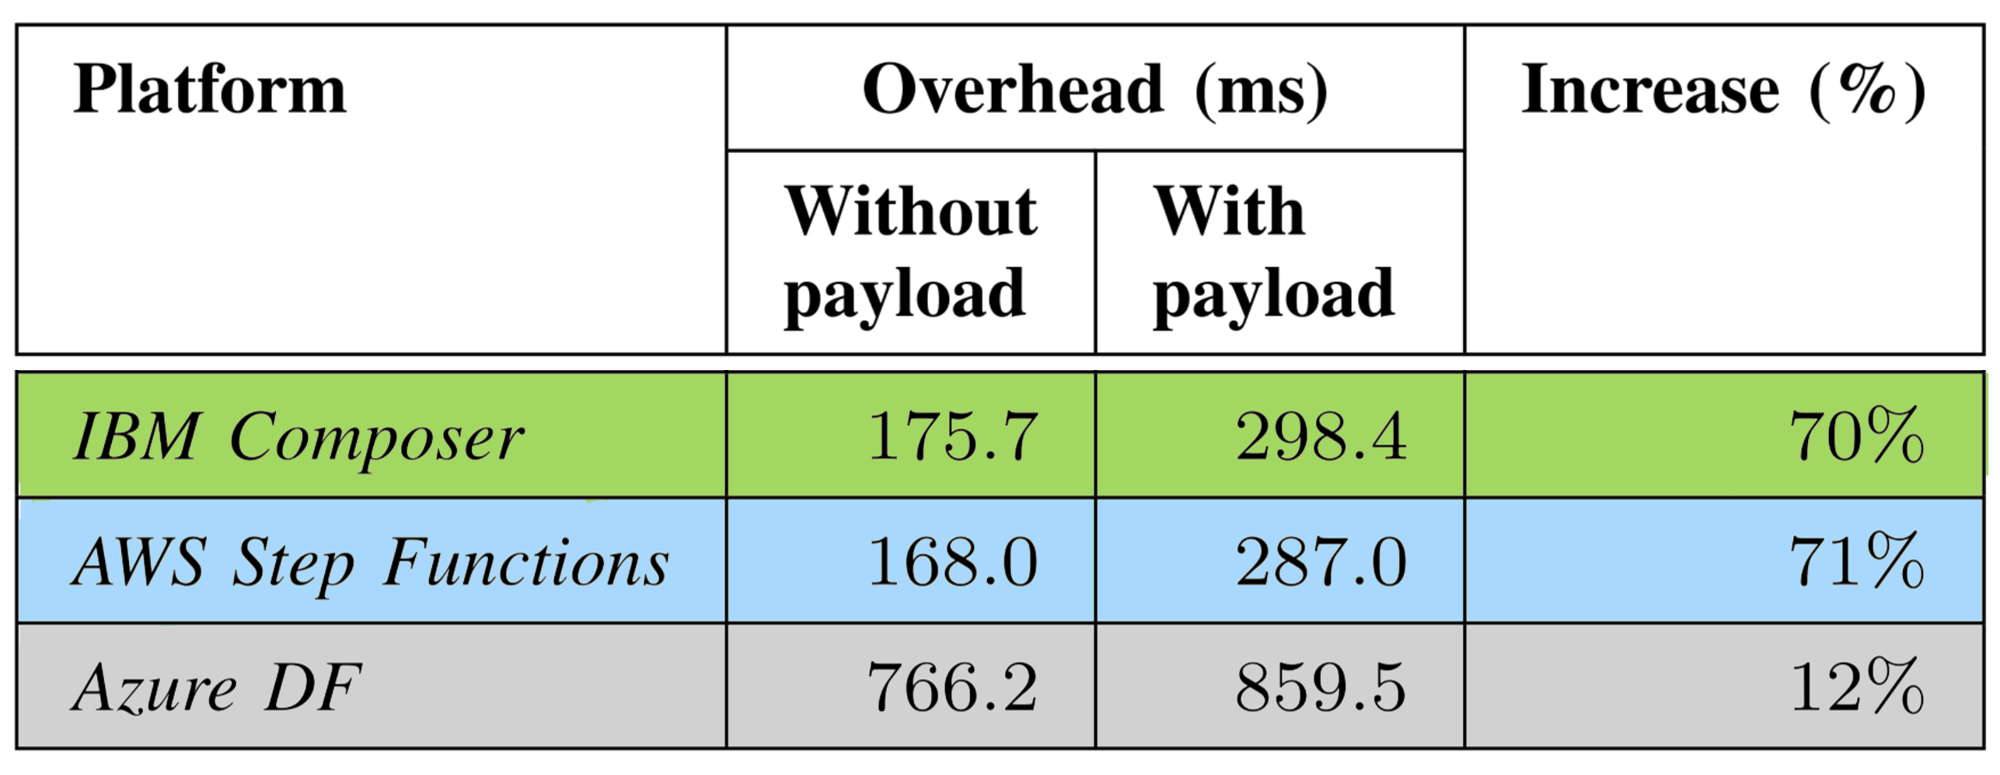 Platform Overhead (ms) Increase (%)
Without payload With payload
IBM Composer 175.7 298.4 70%
AWS Step Functions 168.0 287.0 71%
Azure DF 766.2 859.5 12%